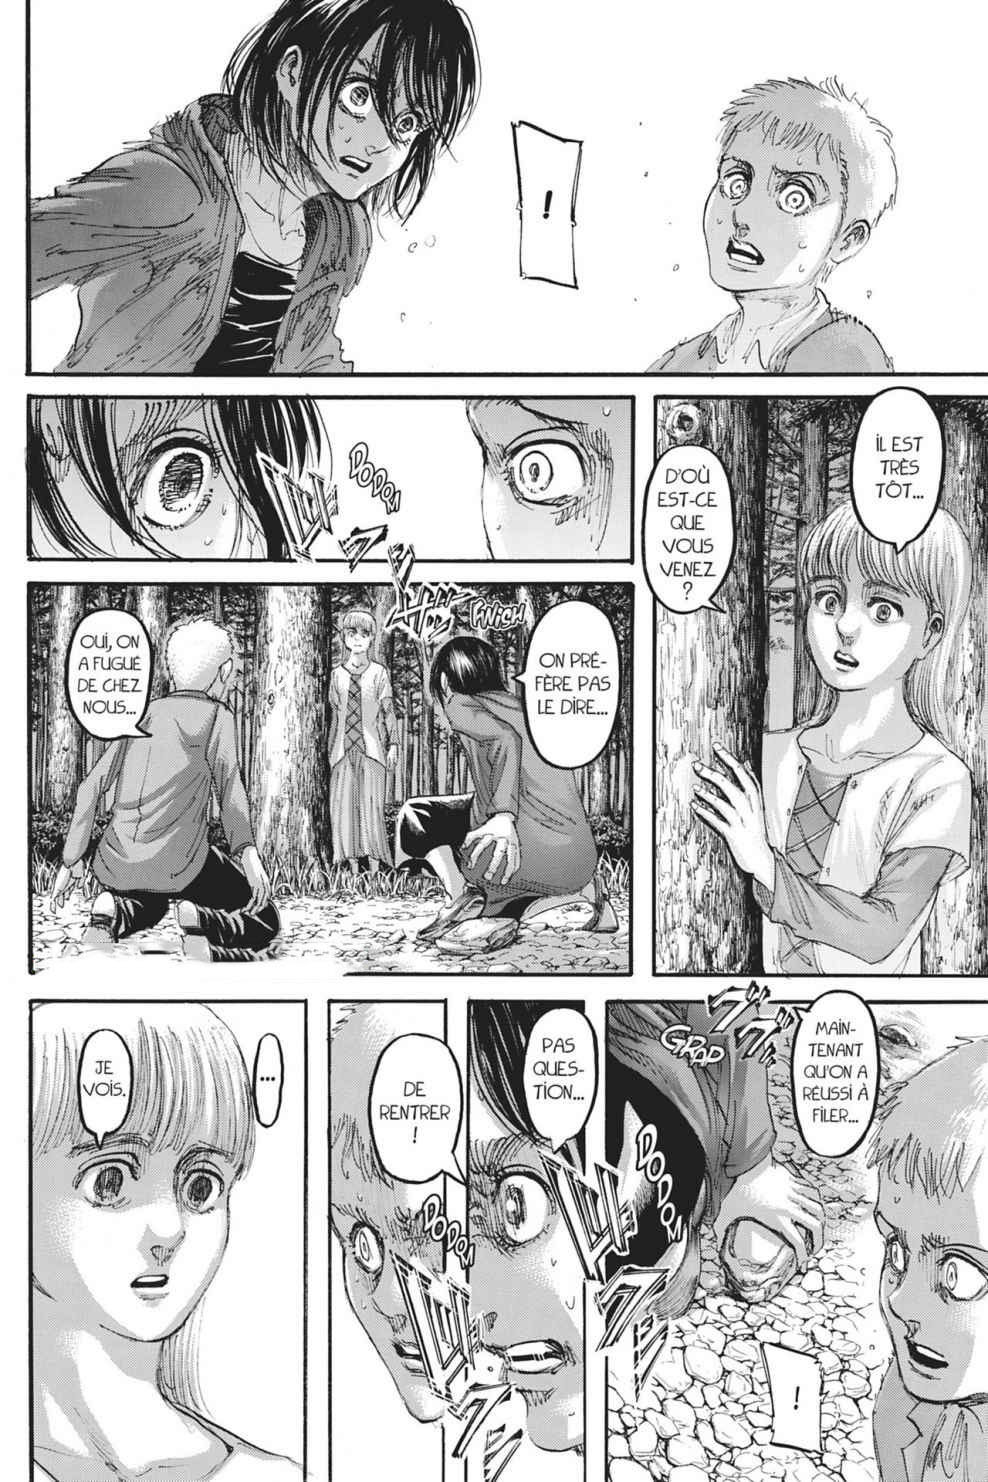 !
IL EST
TRÈS
TÔT...
D'OÙ
EST-CE
QUE
VOUS
VENEZ
?
DODOM
FWICH
ON PRÉ-
FÈRE PAS
LE DIRE...
OUI, ON
A FUGUÉ
DE CHEZ
NOUS...
MAIN-
TENANT
QU'ON A
RÉUSSI À
FILER...
GRAP
DODOM
!
PAS
QUES-
TION...
DE
RENTRER
!
DODOM
...
JE
VOIS.